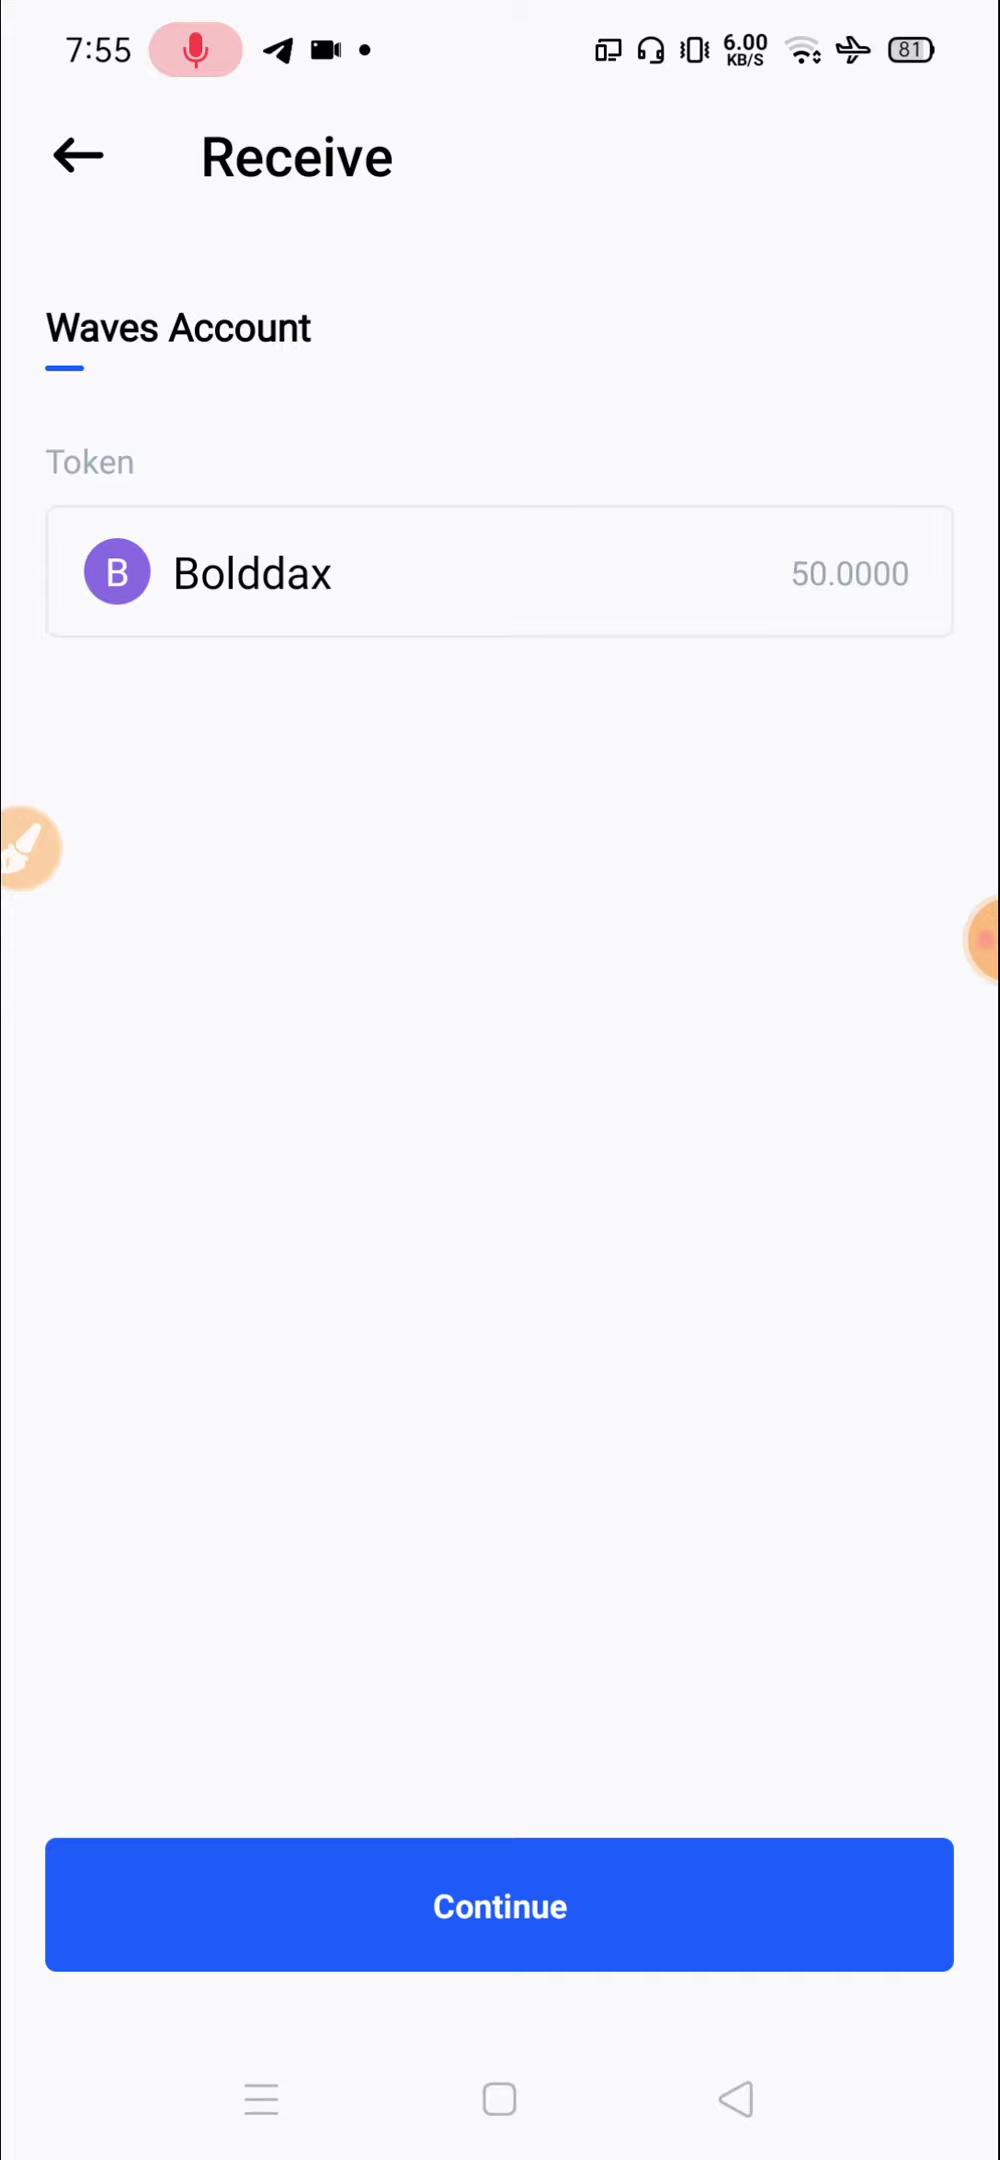 7:55
6.00
KB/S
81
Receive
Waves Account
Token
B Bolddax 50.0000
Continue